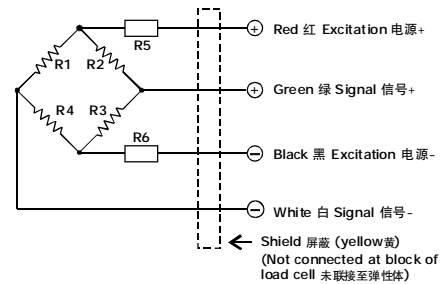 R1
R2
R5
Red 红 Excitation 电源+
R4
R3
Green 绿 Signal 信号+
R6
Black 黑 Excitation 电源-
White 白 Signal 信号-
Shield 屏蔽 (yellow黄)
(Not connected at block of
load cell 未联接至弹性体)